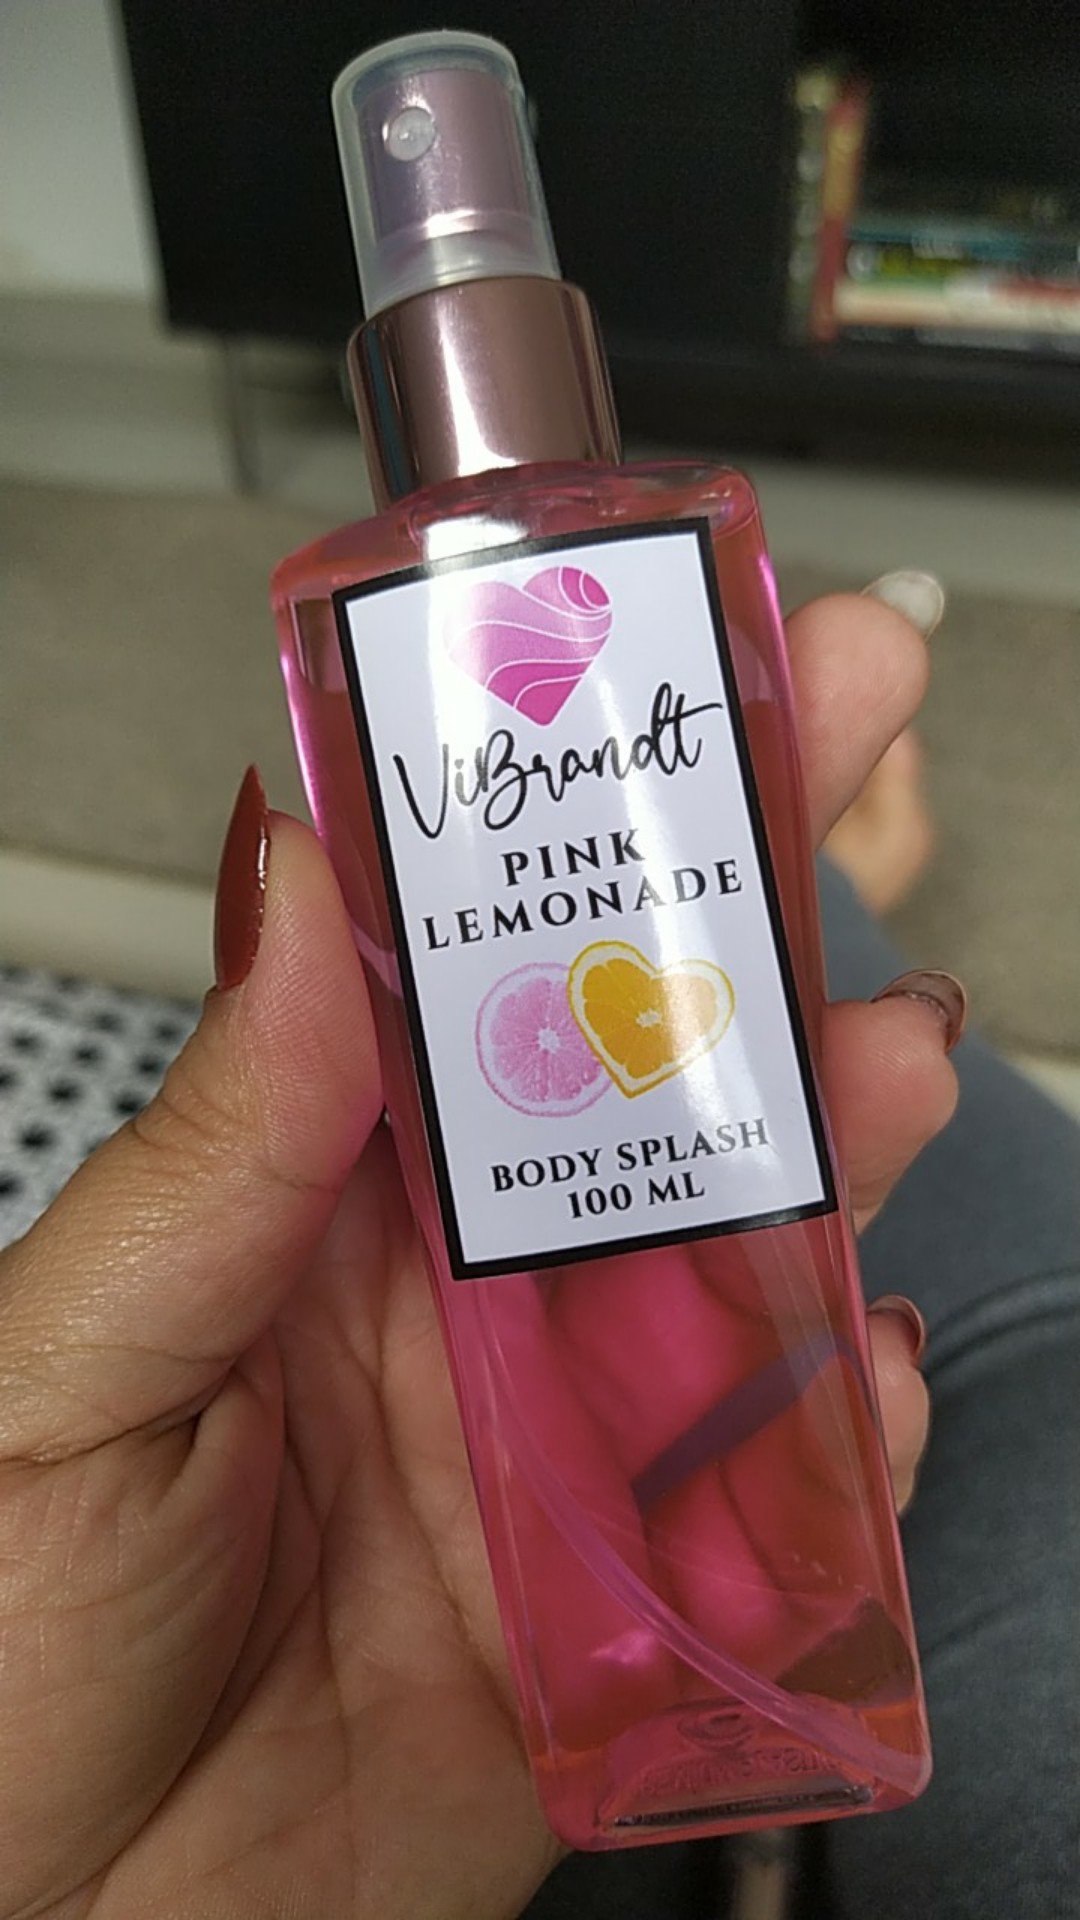 ViBrandt
PINK
LEMONADE
BODY SPLASH
100 ML